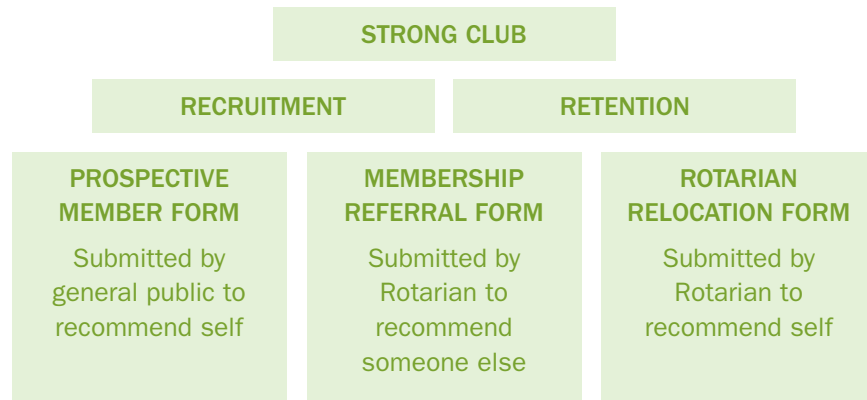 STRONG CLUB
RECRUITMENT
RETENTION
PROSPECTIVE
MEMBER FORM
Submitted by
general public to
recommend self
MEMBERSHIP
REFERRAL FORM
Submitted by
Rotarian to
recommend
someone else
ROTARIAN
RELOCATION FORM
Submitted by
Rotarian to
recommend self